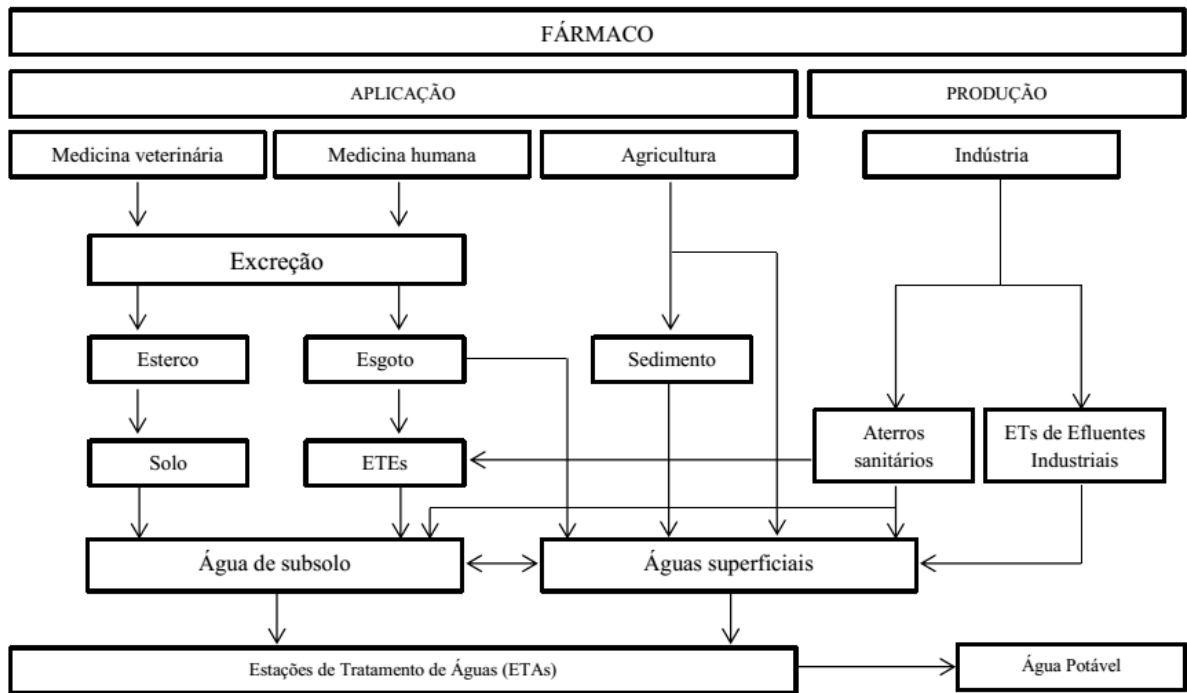 FÁRMACO
APLICAÇÃO
PRODUÇÃO
Medicina veterinária
Medicina humana
Agricultura
Indústria
Excreção
Esterco
Esgoto
Sedimento
Aterros
sanitários
ETs de Efluentes
Industriais
Solo
ETEs
Água de subsolo
Águas superficiais
Estações de Tratamento de Águas (ETAs)
Água Potável